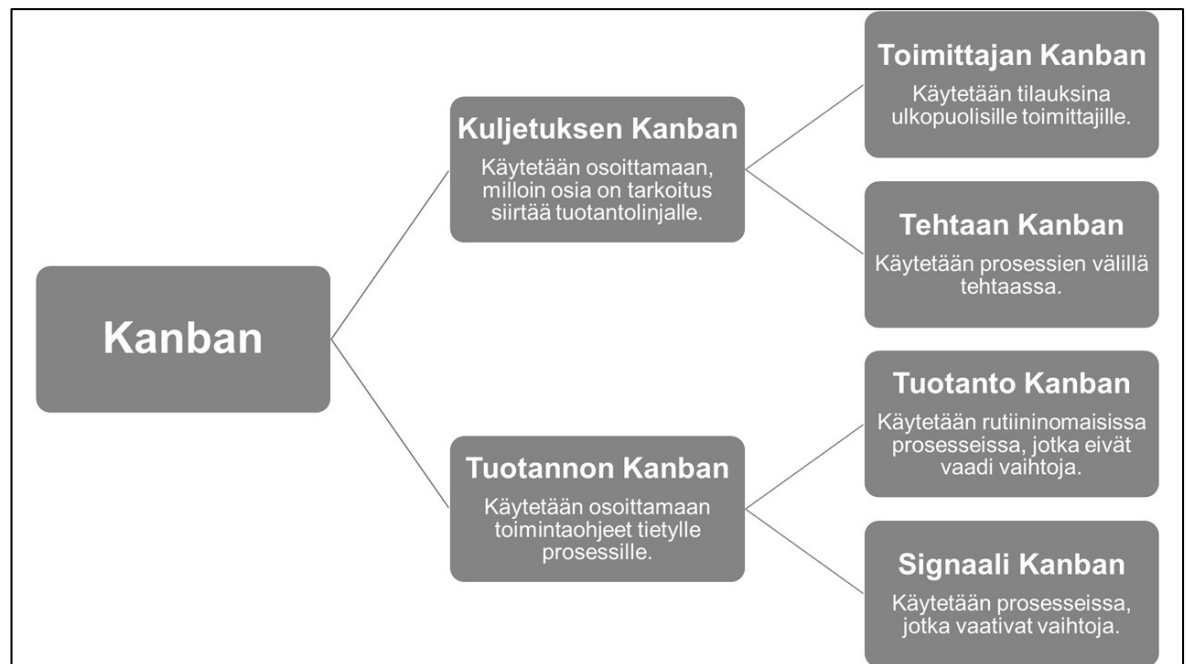 Kanban
Kuljetuksen Kanban
Käytetään osoittamaan,
milloin osia on tarkoitus
siirtää tuotantolinjalle.
Toimittajan Kanban
Käytetään tilauksina
ulkopuolisille toimittajille.
Tehtaan Kanban
Käytetään prosessien välillä
tehtaassa.
Tuotannon Kanban
Käytetään osoittamaan
toimintaohjeet tietylle
prosessille.
Tuotanto Kanban
Käytetään rutiininomaisissa
prosesseissa, jotka eivät
vaadi vaihtoja.
Signaali Kanban
Käytetään prosesseissa,
jotka vaativat vaihtoja.